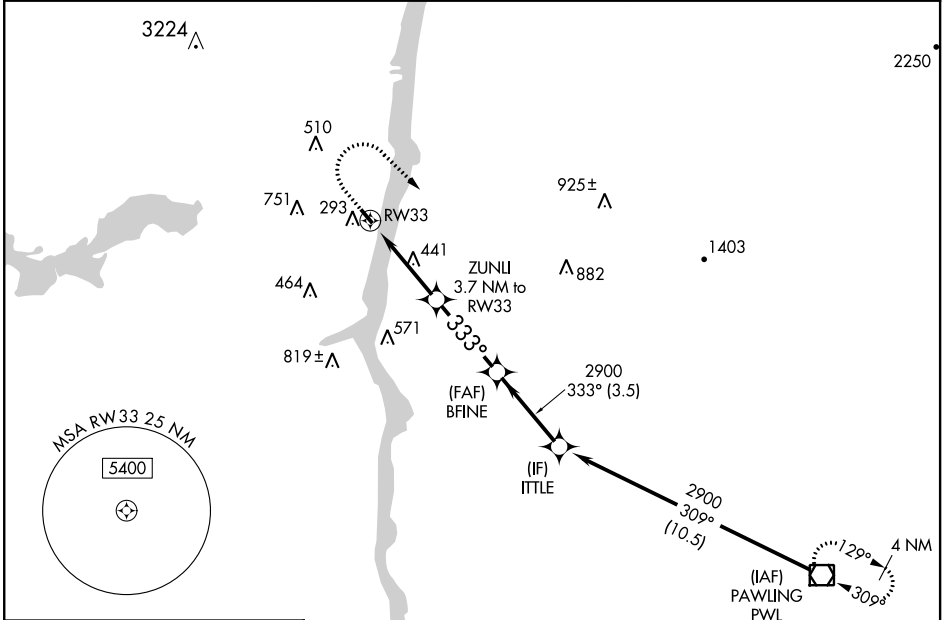 3224
2250
510
925±
751
293
RW33
441
1403
ZUNLI
3.7 NM to
RW33
882
464
333°
571
819±
2900
333° (3.5)
(FAF)
BFINE
MSA RW33 25 NM
5400
(IF)
ITTLE
2900
309°
(10.5)
129°
4 NM
309°
(IAF)
PAWLING
PWL